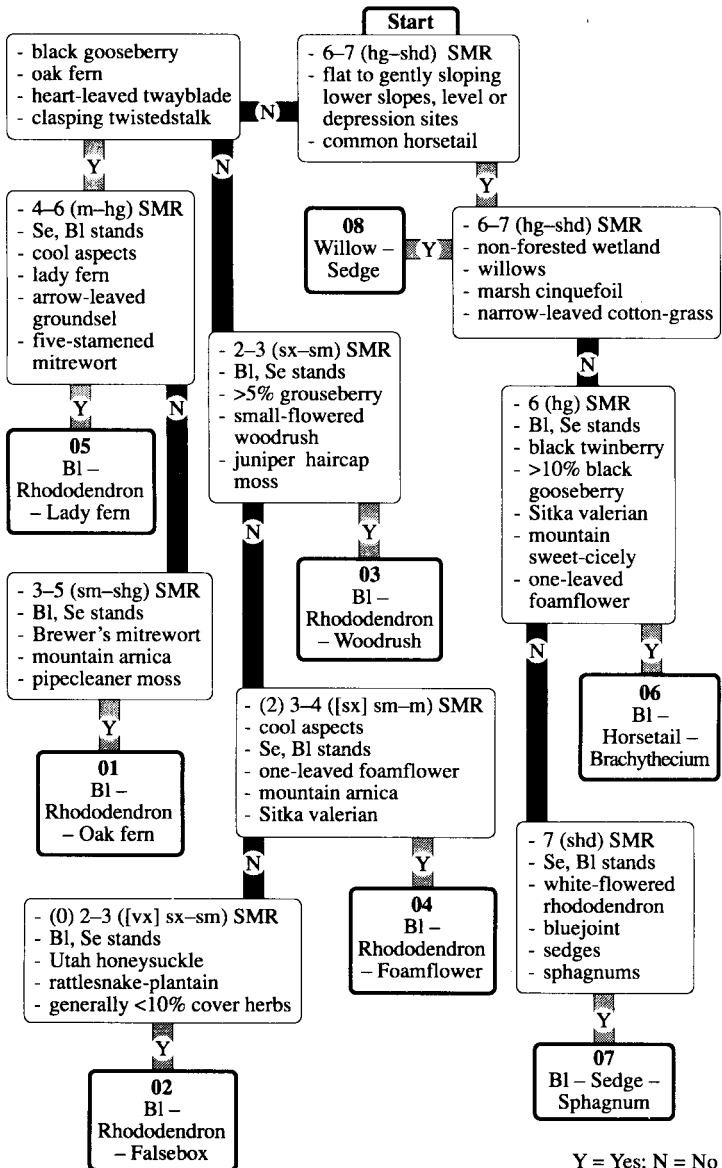 Start
- 6–7 (hg–shd) SMR
- flat to gently sloping
lower slopes, level or
depression sites
- common horsetail
N
Y
- black gooseberry
- oak fern
- heart-leaved twayblade
- clasping twistedstalk
Y
N
- 4–6 (m–hg) SMR
- Se, Bl stands
- cool aspects
- lady fern
- arrow-leaved
groundsel
- five-stamened
mitrewort
Y
N
05
Bl –
Rhododendron
– Lady fern
- 3–5 (sm–shg) SMR
- Bl, Se stands
- Brewer's mitrewort
- mountain arnica
- pipecleaner moss
Y
01
Bl –
Rhododendron
– Oak fern
- 2–3 (sx–sm) SMR
- Bl, Se stands
- >5% grouseberry
- small-flowered
woodrush
- juniper haircap
moss
N
Y
03
Bl –
Rhododendron
– Woodrush
- (2) 3–4 ([sx] sm–m) SMR
- cool aspects
- Se, Bl stands
- one-leaved foamflower
- mountain arnica
- Sitka valerian
N
Y
04
Bl –
Rhododendron
– Foamflower
- (0) 2–3 ([vx] sx–sm) SMR
- Bl, Se stands
- Utah honeysuckle
- rattlesnake-plantain
- generally <10% cover herbs
Y
02
Bl –
Rhododendron
– Falsebox
08
Willow –
Sedge
Y
- 6–7 (hg–shd) SMR
- non-forested wetland
- willows
- marsh cinquefoil
- narrow-leaved cotton-grass
N
- 6 (hg) SMR
- Bl, Se stands
- black twinberry
- >10% black
gooseberry
- Sitka valerian
- mountain
sweet-cicely
- one-leaved
foamflower
N
Y
06
Bl –
Horsetail –
Brachythecium
- 7 (shd) SMR
- Se, Bl stands
- white-flowered
rhododendron
- bluejoint
- sedges
- sphagnums
Y
07
Bl – Sedge –
Sphagnum
Y = Yes; N = No